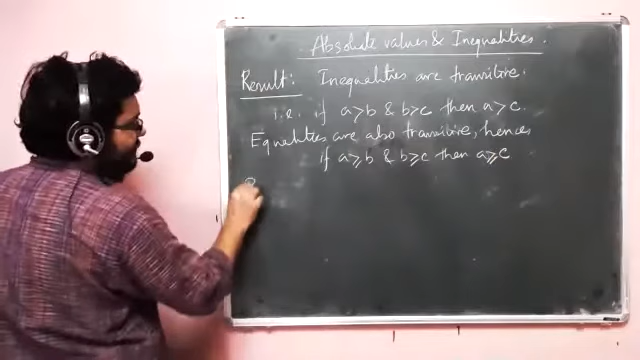 Absolute values & Inequalities.
Result: Inequalities are transitive.
i.e. if a>b & b>c then a>c.
Equalities are also transitive, hence
if a⩾b & b⩾c then a⩾c